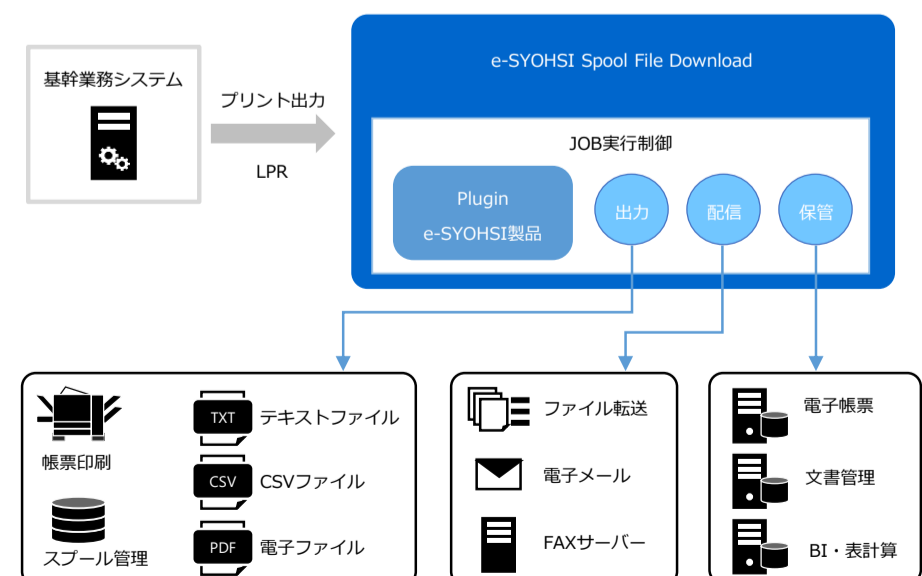 基幹業務システム
プリント出力
LPR
e-SYOHSI Spool File Download
JOB実行制御
Plugin
e-SYOHSI製品
出力
配信
保管
帳票印刷
スプール管理
TXT
テキストファイル
CSV
CSVファイル
PDF
電子ファイル
ファイル転送
電子メール
FAXサーバー
電子帳票
文書管理
BI・表計算